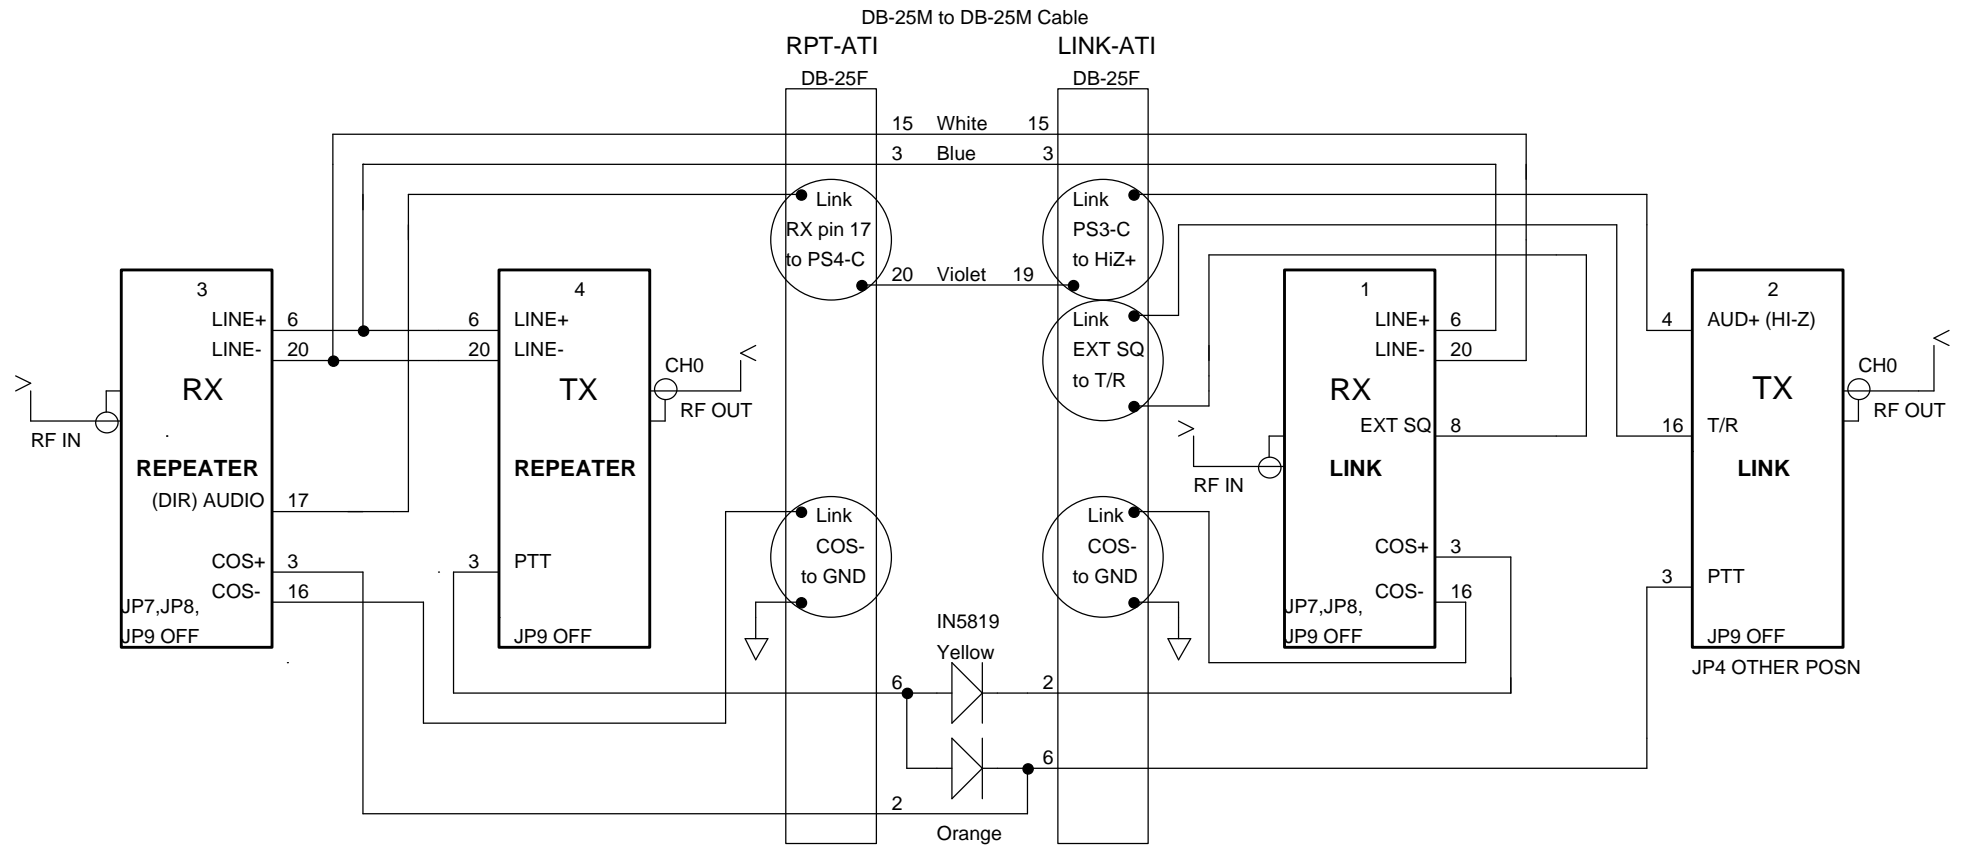 DB-25M to DB-25M Cable
RPT-ATI
LINK-ATI
DB-25F
DB-25F
15 White 15
3 Blue 3
Link
RX pin 17
to PS4-C
Link
PS3-C
to HiZ+
20 Violet 19
Link
EXT SQ
to T/R
3
LINE+ 6
LINE- 20
RX
RF IN
REPEATER
(DIR) AUDIO 17
COS+ 3
COS- 16
JP7,JP8,
JP9 OFF
4
6 LINE+
20 LINE-
TX
CH0
RF OUT
REPEATER
3 PTT
JP9 OFF
Link
COS-
to GND
Link
COS-
to GND
1
LINE+ 6
LINE- 20
RX
EXT SQ 8
RF IN
LINK
COS+ 3
COS- 16
JP7,JP8,
JP9 OFF
2
4 AUD+ (HI-Z)
TX
CH0
RF OUT
16 T/R
LINK
3 PTT
JP9 OFF
JP4 OTHER POSN
IN5819
Yellow
6 2
6
2
Orange